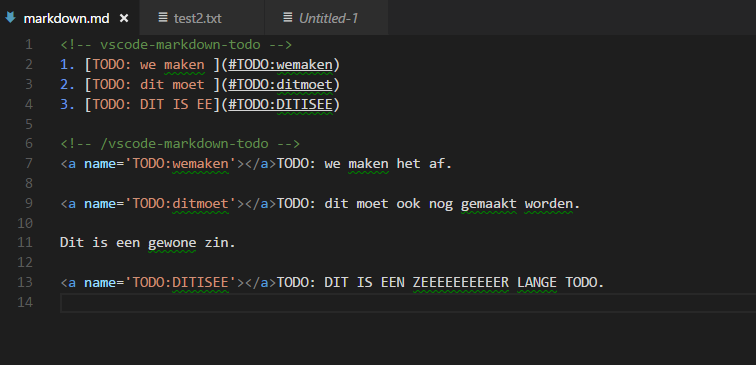 markdown.md × test2.txt Untitled-1
1 <!-- vscode-markdown-todo -->
2 1. [TODO: we maken ](#TODO:wemaken)
3 2. [TODO: dit moet ](#TODO:ditmoet)
4 3. [TODO: DIT IS EE](#TODO:DITISEE)
5
6 <!-- /vscode-markdown-todo -->
7 <a name='TODO:wemaken'></a>TODO: we maken het af.
8
9 <a name='TODO:ditmoet'></a>TODO: dit moet ook nog gemaakt worden.
10
11 Dit is een gewone zin.
12
13 <a name='TODO:DITISEE'></a>TODO: DIT IS EEN ZEEEEEEEEEER LANGE TODO.
14